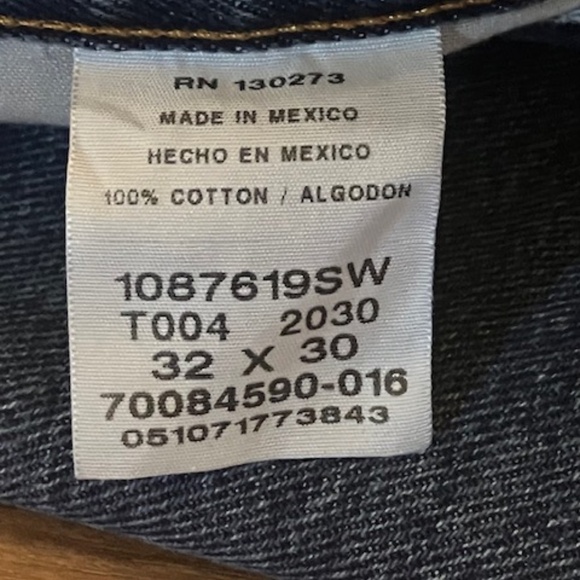 RN 130273
MADE IN MEXICO
HECHO EN MEXICO
100% COTTON / ALGODON
1087619SW
T004 2030
32 X 30
70084590-016
051071773843